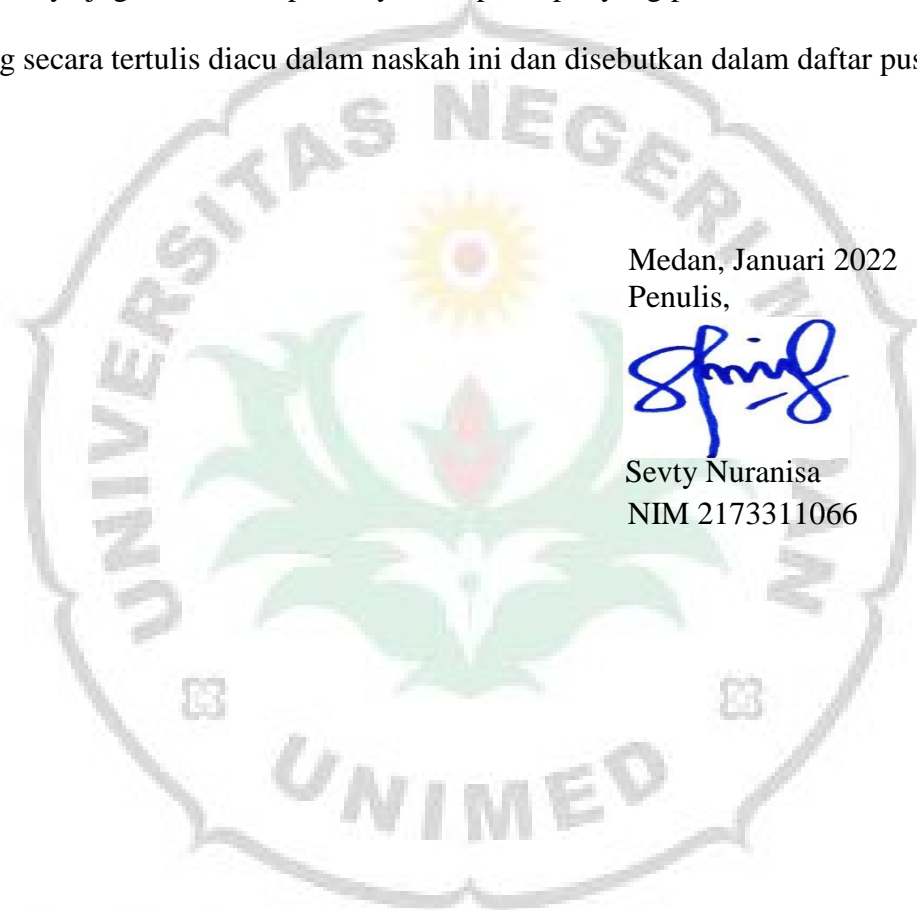 g secara tertulis diacu dalam naskah ini dan disebutkan dalam daftar pus
Medan, Januari 2022
Penulis,
Sevty Nuranisa
NIM 2173311066
UNIVERSITAS NEGERI MEDAN
UNIMED